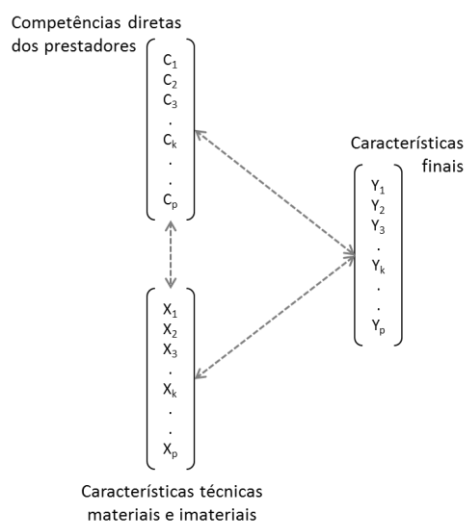 Competências diretas
dos prestadores
C1
C2
C3
.
Ck
.
.
Cp
Características
finais
Y1
Y2
Y3
.
Yk
.
.
Yp
X1
X2
X3
.
Xk
.
.
Xp
Características técnicas
materiais e imateriais